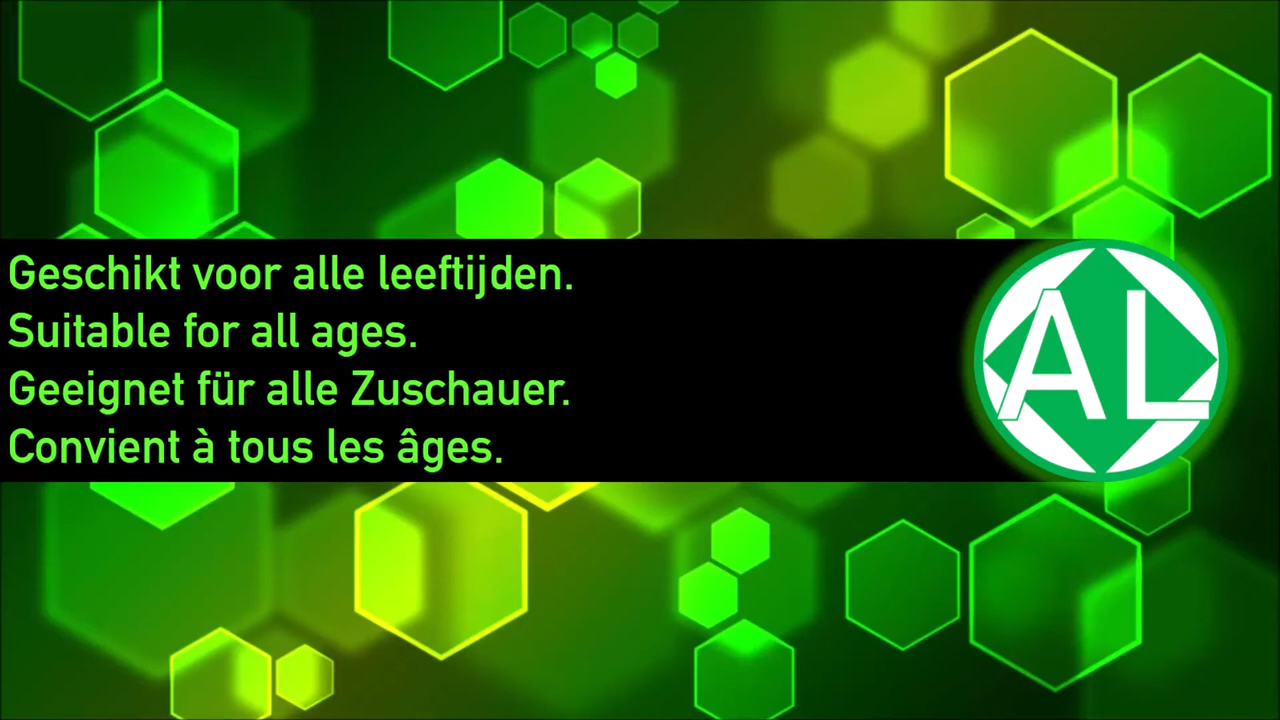 Geschikt voor alle leeftijden.
Suitable for all ages.
Geeignet für alle Zuschauer.
Convient à tous les âges.
AL